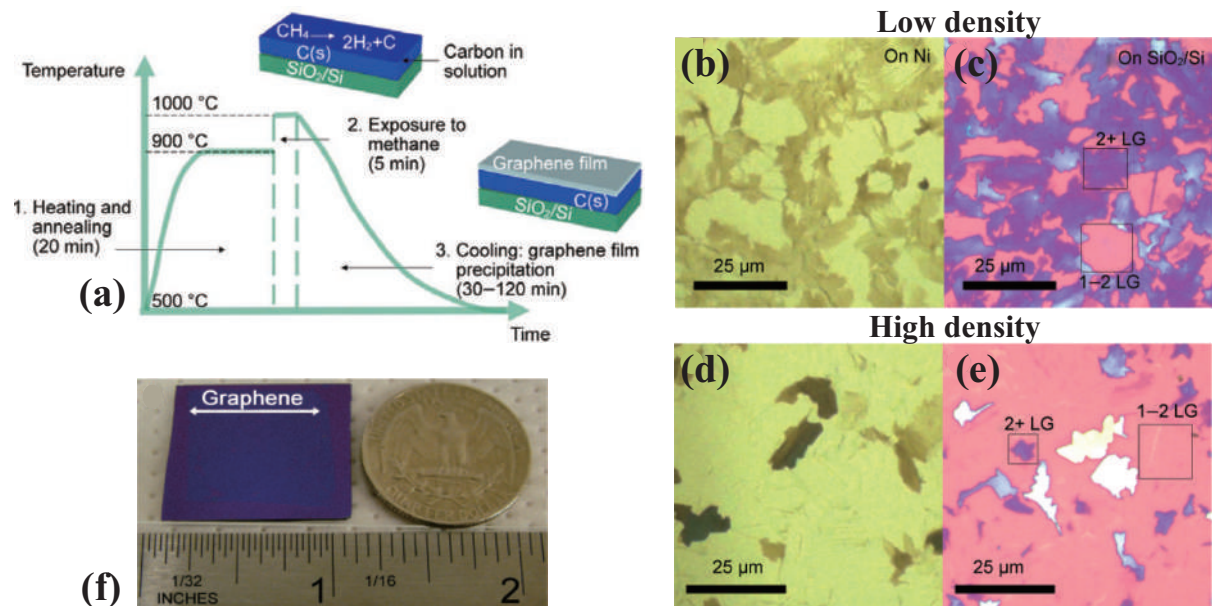 CH₄ → 2H₂+C
C(s)
SiO₂/Si
Carbon in
solution
Temperature
1000 °C
900 °C
2. Exposure to
methane
(5 min)
Graphene film
C(s)
SiO₂/Si
1. Heating and
annealing
(20 min)
3. Cooling: graphene film
precipitation
(30–120 min)
(a)
500 °C
Time
Low density
(b)
On Ni
25 µm
(c)
On SiO₂/Si
2+ LG
25 µm
1–2 LG
High density
(d)
25 µm
(e)
1–2 LG
2+ LG
25 µm
Graphene
(f)
1/32
INCHES
1
1/16
2